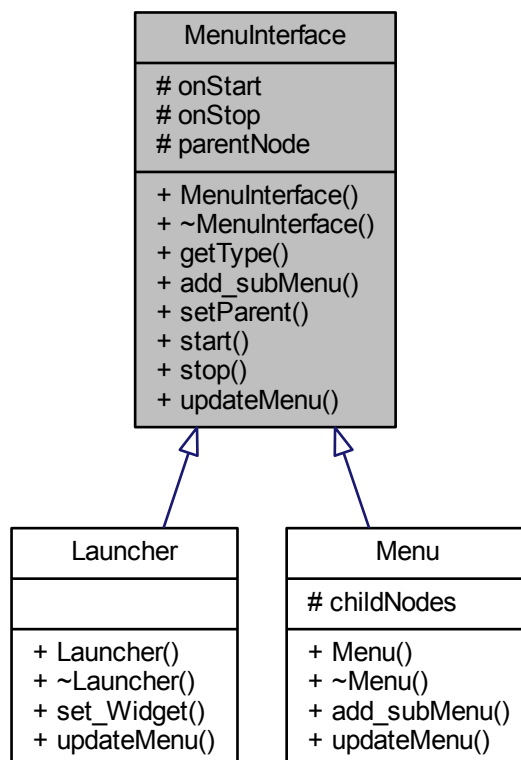 MenuInterface
# onStart
# onStop
# parentNode
+ MenuInterface()
+ ~MenuInterface()
+ getType()
+ add_subMenu()
+ setParent()
+ start()
+ stop()
+ updateMenu()
Launcher
+ Launcher()
+ ~Launcher()
+ set_Widget()
+ updateMenu()
Menu
# childNodes
+ Menu()
+ ~Menu()
+ add_subMenu()
+ updateMenu()